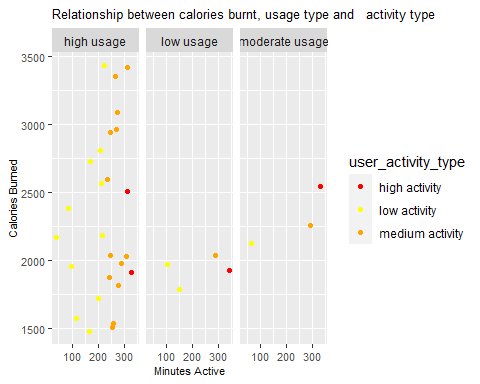 Relationship between calories burnt, usage type and   activity type
high usage
low usage
moderate usage
Calories Burned
3500
3000
2500
2000
1500
100 200 300
100 200 300
100 200 300
Minutes Active
user_activity_type
high activity
low activity
medium activity